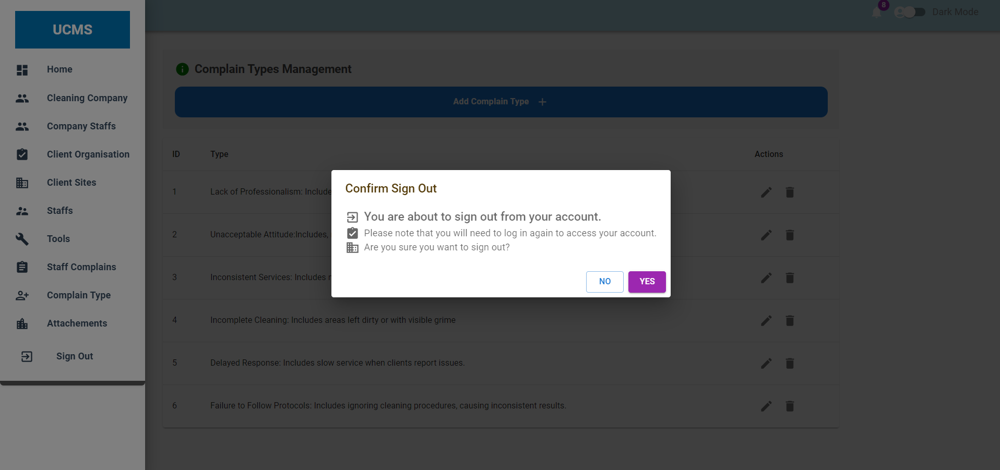 UCMS
Home
Cleaning Company
Company Staffs
Client Organisation
Client Sites
Staffs
Tools
Staff Complains
Complain Type
Attachements
Sign Out
8
Dark Mode
Complain Types Management
Add Complain Type +
ID Type Actions
1 Lack of Professionalism: Include
2 Unacceptable Attitude:Includes,
3 Inconsistent Services: Includes
4 Incomplete Cleaning: Includes areas left dirty or with visible grime
5 Delayed Response: Includes slow service when clients report issues.
6 Failure to Follow Protocols: Includes ignoring cleaning procedures, causing inconsistent results.
Confirm Sign Out
You are about to sign out from your account.
Please note that you will need to log in again to access your account.
Are you sure you want to sign out?
NO YES